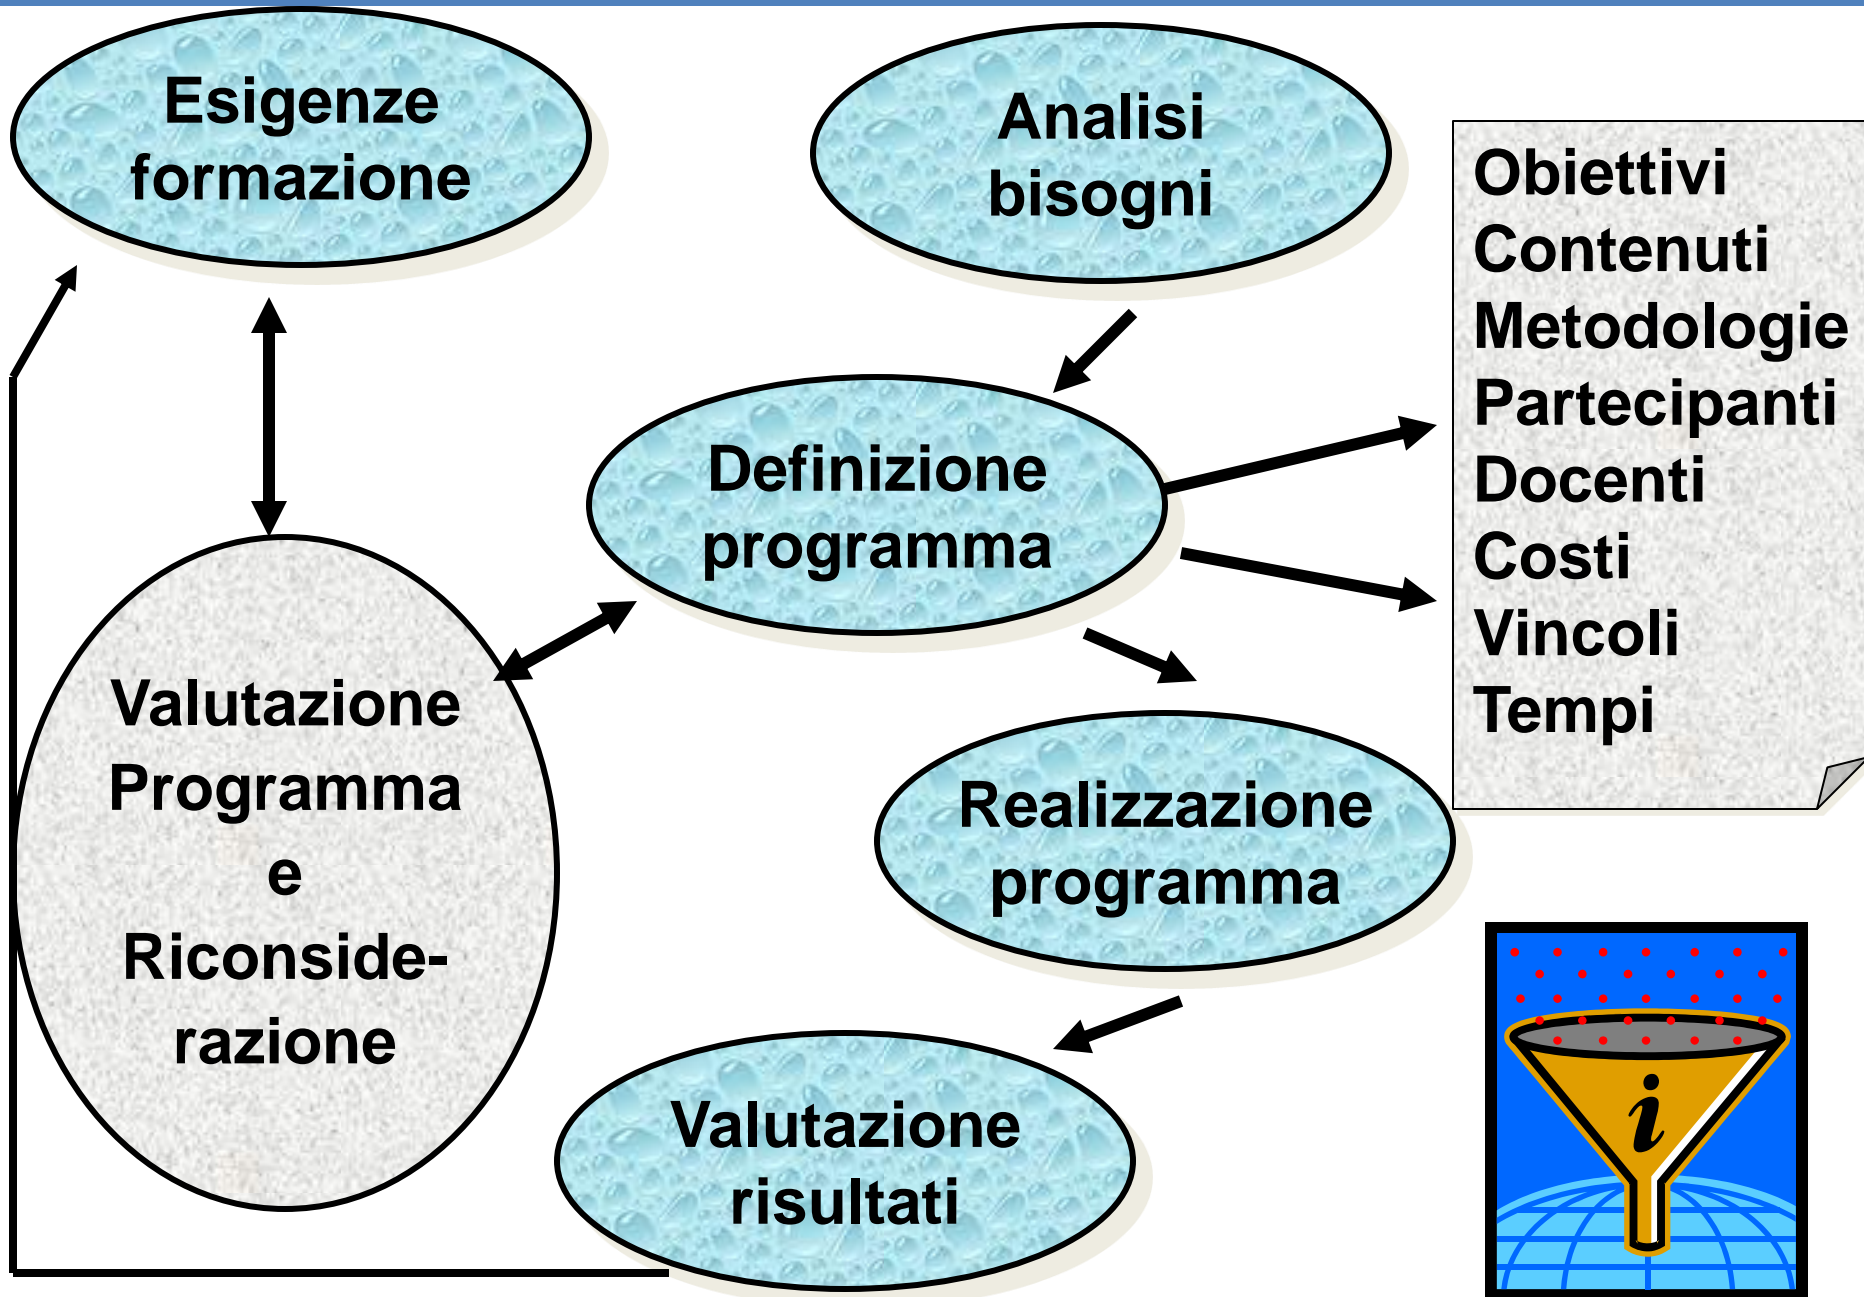 Esigenze
formazione
Analisi
bisogni
Obiettivi
Contenuti
Metodologie
Partecipanti
Docenti
Costi
Vincoli
Tempi
Definizione
programma
Valutazione
Programma
e
Riconside-
razione
Realizzazione
programma
Valutazione
risultati
i